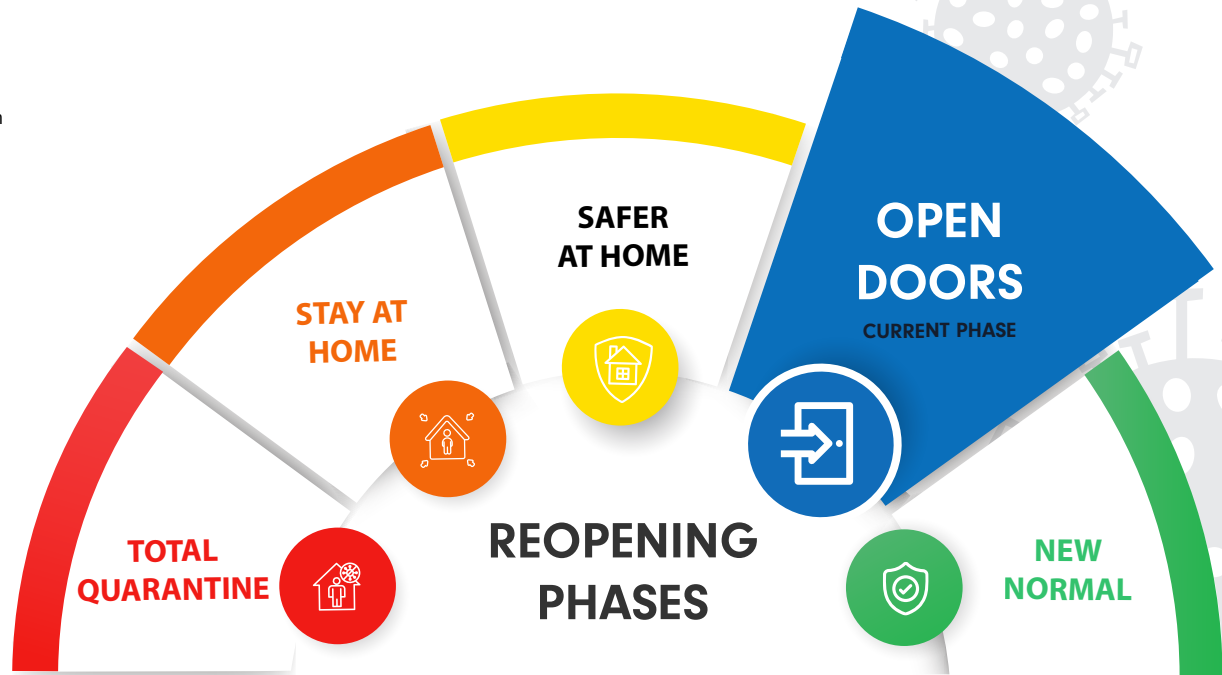 TOTAL
QUARANTINE
STAY AT
HOME
SAFER
AT HOME
OPEN
DOORS
CURRENT PHASE
NEW
NORMAL
REOPENING
PHASES